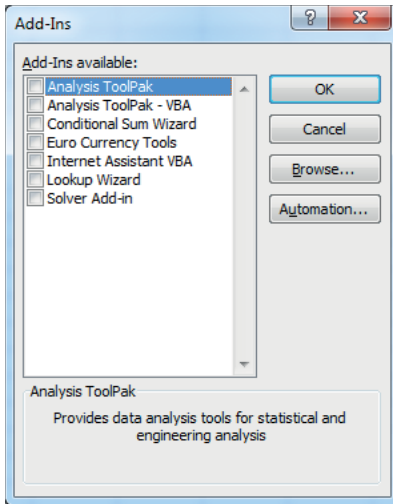 Add-Ins
Add-Ins available:
Analysis ToolPak
Analysis ToolPak - VBA
Conditional Sum Wizard
Euro Currency Tools
Internet Assistant VBA
Lookup Wizard
Solver Add-in
OK
Cancel
Browse...
Automation...
Analysis ToolPak
Provides data analysis tools for statistical and
engineering analysis